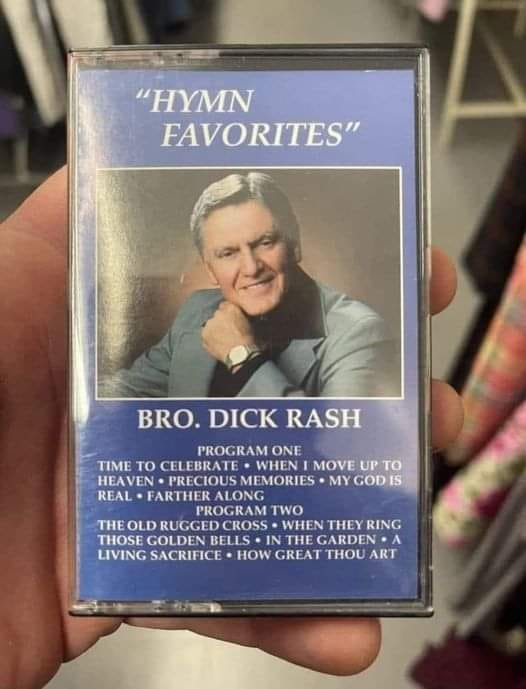 "HYMN
FAVORITES"
BRO. DICK RASH
PROGRAM ONE
TIME TO CELEBRATE • WHEN I MOVE UP TO
HEAVEN • PRECIOUS MEMORIES • MY GOD IS
REAL • FARTHER ALONG
PROGRAM TWO
THE OLD RUGGED CROSS • WHEN THEY RING
THOSE GOLDEN BELLS • IN THE GARDEN • A
LIVING SACRIFICE • HOW GREAT THOU ART